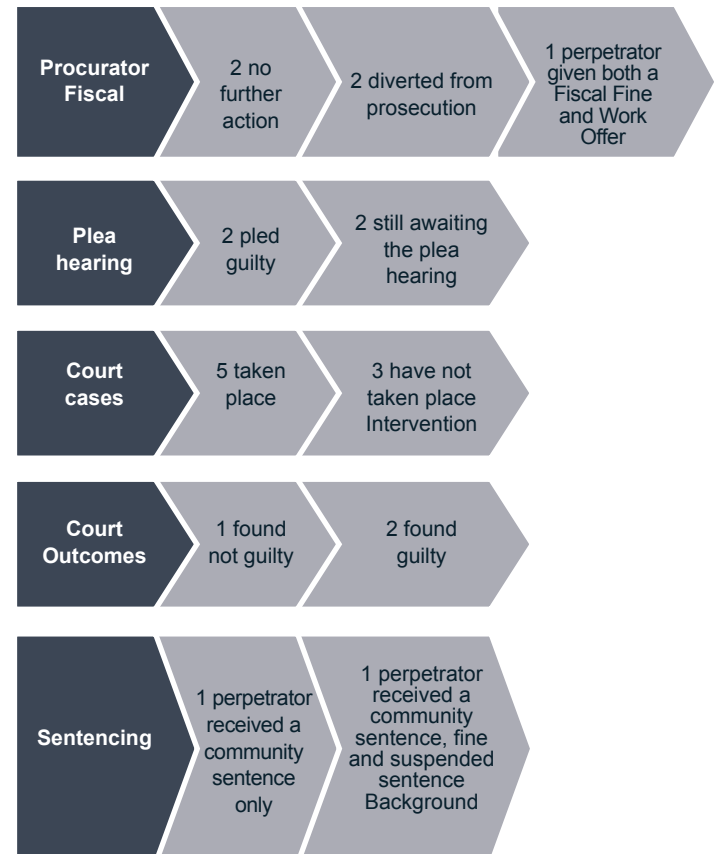 Procurator
Fiscal
2 no
further
action
2 diverted from
prosecution
1 perpetrator
given both a
Fiscal Fine
and Work
Offer
Plea
hearing
2 pled
guilty
2 still awaiting
the plea
hearing
Court
cases
5 taken
place
3 have not
taken place
Intervention
Court
Outcomes
1 found
not guilty
2 found
guilty
Sentencing
1 perpetrator
received a
community
sentence
only
1 perpetrator
received a
community
sentence, fine
and suspended
sentence
Background